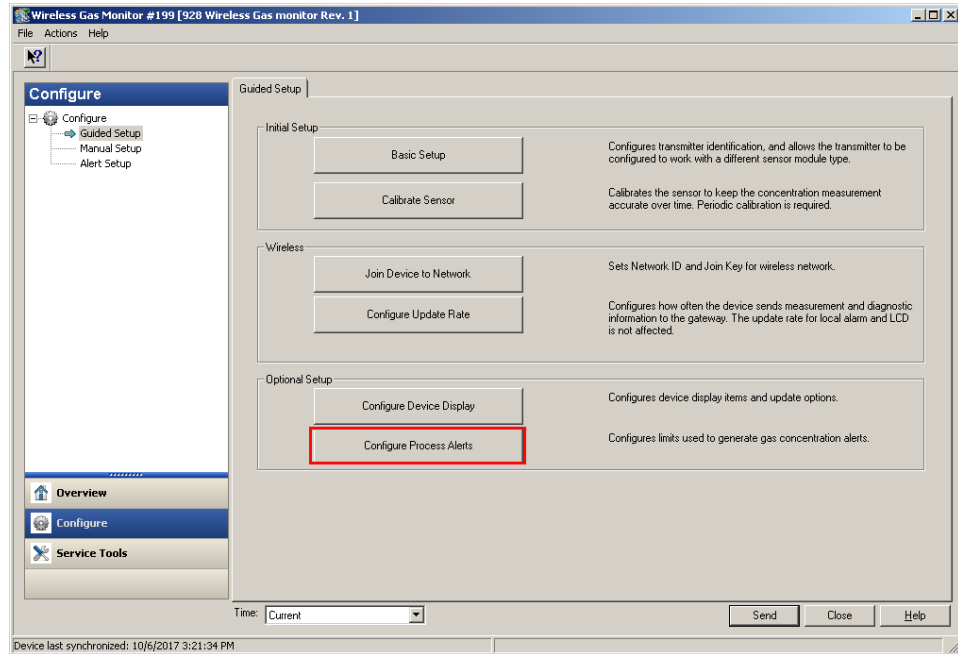 Wireless Gas Monitor #199 [928 Wireless Gas monitor Rev. 1]
File Actions Help
Configure
Configure
Guided Setup
Manual Setup
Alert Setup
Overview
Configure
Service Tools
Guided Setup
Initial Setup
Basic Setup
Configures transmitter identification, and allows the transmitter to be
configured to work with a different sensor module type.
Calibrate Sensor
Calibrates the sensor to keep the concentration measurement
accurate over time. Periodic calibration is required.
Wireless
Join Device to Network
Sets Network ID and Join Key for wireless network.
Configure Update Rate
Configures how often the device sends measurement and diagnostic
information to the gateway. The update rate for local alarm and LCD
is not affected.
Optional Setup
Configure Device Display
Configures device display items and update options.
Configure Process Alerts
Configures limits used to generate gas concentration alerts.
Time: Current
Send Close Help
Device last synchronized: 10/6/2017 3:21:34 PM